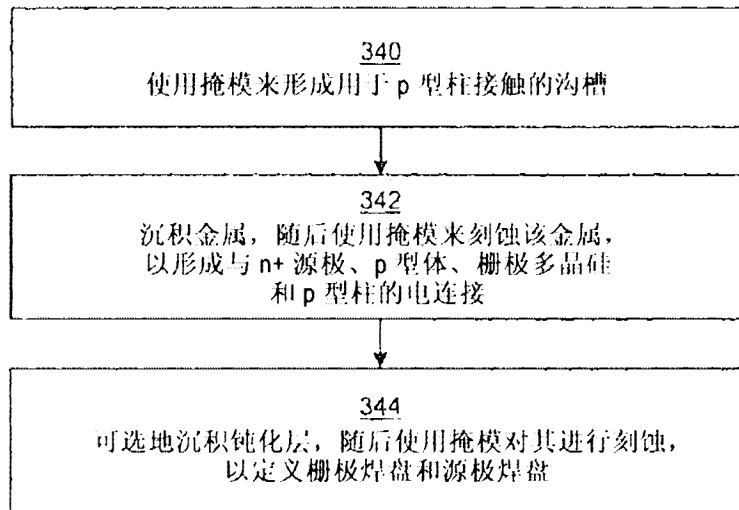 340
使用掩模来形成用于 p 型柱接触的沟槽
342
沉积金属，随后使用掩模来刻蚀该金属，
以形成与 n+ 源极、p 型体、栅极多晶硅
和 p 型柱的电连接
344
可选地沉积钝化层，随后使用掩模对其进行刻蚀，
以定义栅极焊盘和源极焊盘